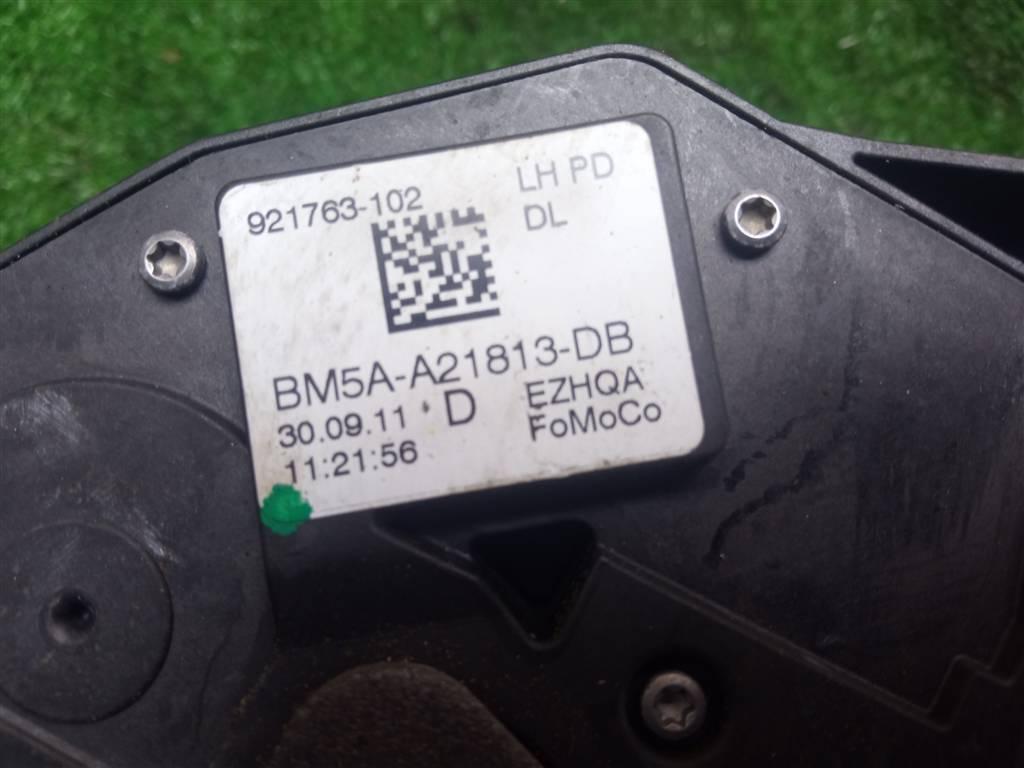 921763-102
LH PD
DL
BM5A-A21813-DB
30.09.11 D EZHQA
11:21:56 FoMoCo